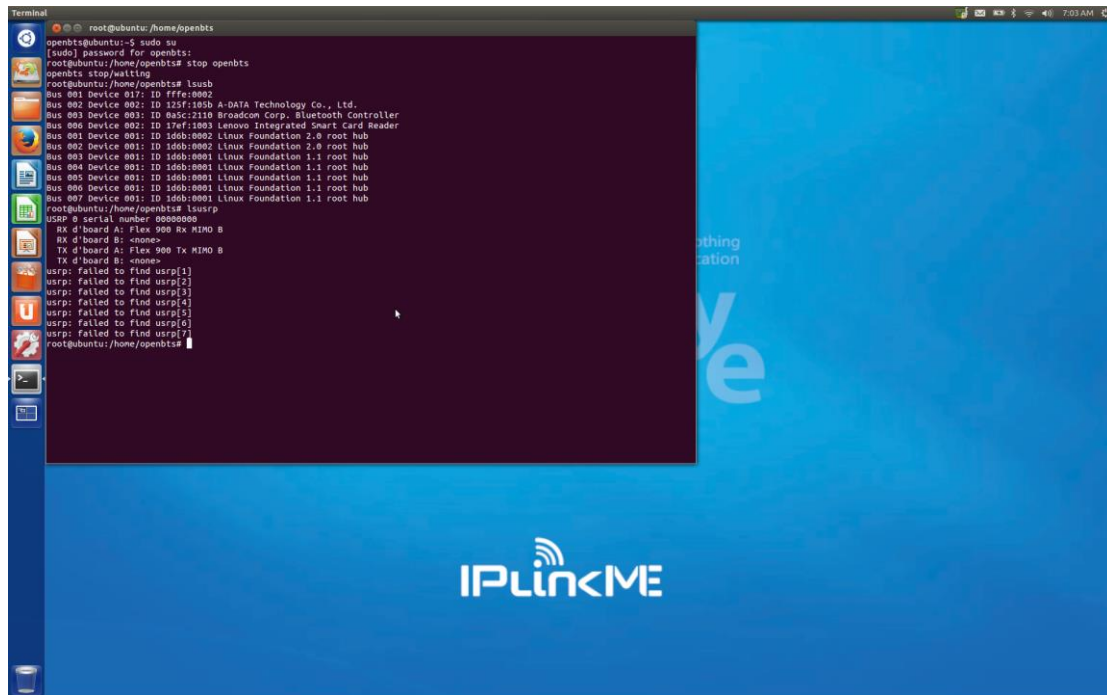 Terminal
7:03 AM
root@ubuntu: /home/openbts
openbts@ubuntu:~$ sudo su
[sudo] password for openbts:
root@ubuntu:/home/openbts# stop openbts
openbts stop/waiting
root@ubuntu:/home/openbts# lsusb
Bus 001 Device 017: ID fffe:0002
Bus 002 Device 002: ID 125f:105b A-DATA Technology Co., Ltd.
Bus 003 Device 003: ID 0a5c:2110 Broadcom Corp. Bluetooth Controller
Bus 006 Device 002: ID 17ef:1003 Lenovo Integrated Smart Card Reader
Bus 001 Device 001: ID 1d6b:0002 Linux Foundation 2.0 root hub
Bus 002 Device 001: ID 1d6b:0002 Linux Foundation 2.0 root hub
Bus 003 Device 001: ID 1d6b:0001 Linux Foundation 1.1 root hub
Bus 004 Device 001: ID 1d6b:0001 Linux Foundation 1.1 root hub
Bus 005 Device 001: ID 1d6b:0001 Linux Foundation 1.1 root hub
Bus 006 Device 001: ID 1d6b:0001 Linux Foundation 1.1 root hub
Bus 007 Device 001: ID 1d6b:0001 Linux Foundation 1.1 root hub
root@ubuntu:/home/openbts# lsusrp
USRP 0 serial number 00000000
RX d'board A: Flex 900 Rx MIMO B
RX d'board B: <none>
TX d'board A: Flex 900 Tx MIMO B
TX d'board B: <none>
usrp: failed to find usrp[1]
usrp: failed to find usrp[2]
usrp: failed to find usrp[3]
usrp: failed to find usrp[4]
usrp: failed to find usrp[5]
usrp: failed to find usrp[6]
usrp: failed to find usrp[7]
root@ubuntu:/home/openbts#
othing
cation
y
e
IPLinkME